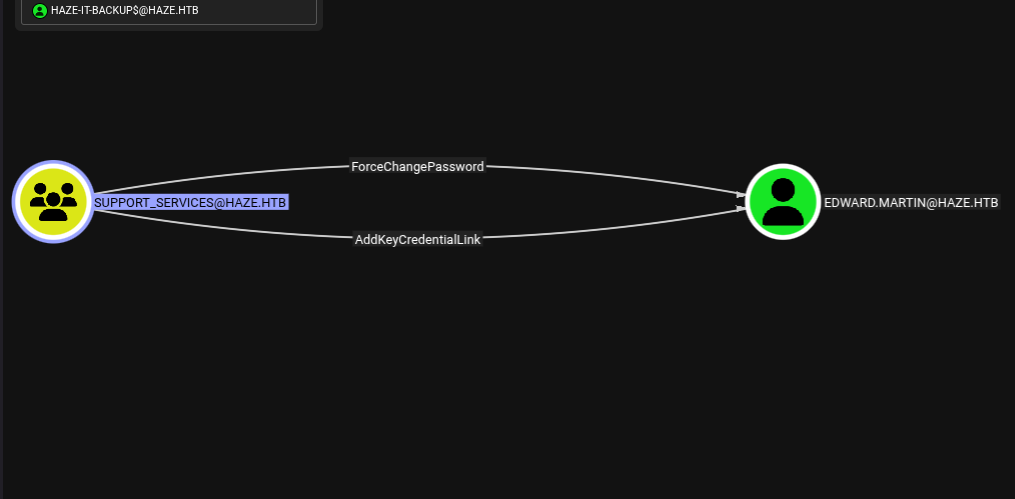 HAZE-IT-BACKUP$@HAZE.HTB
ForceChangePassword
SUPPORT_SERVICES@HAZE.HTB
EDWARD.MARTIN@HAZE.HTB
AddKeyCredentialLink